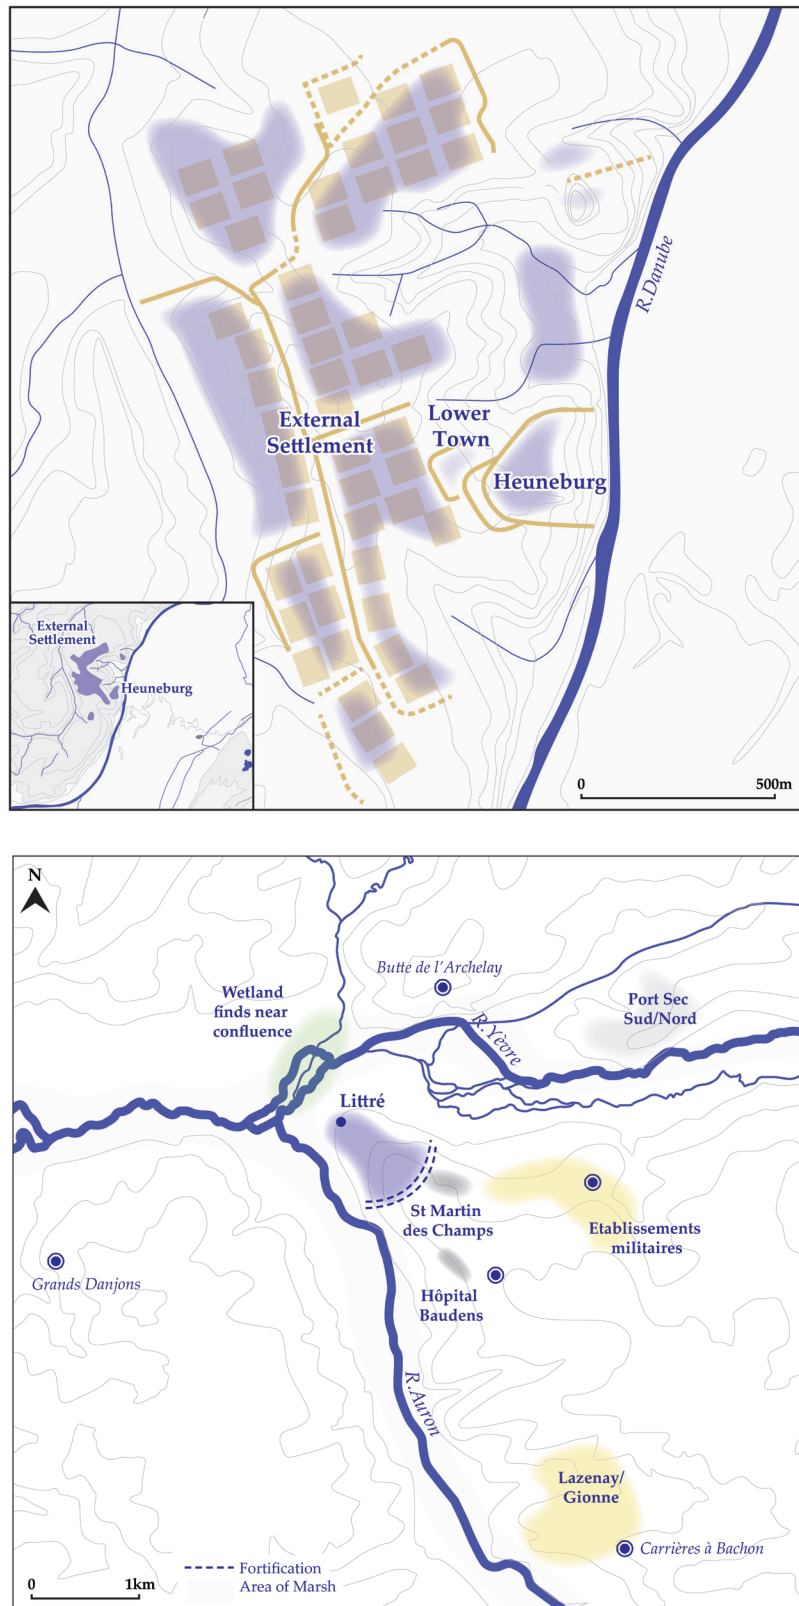 R.Danube
External
Settlement
Lower
Town
Heuneburg
External
Settlement
Heuneburg
0 500m
N
Butte de l'Archelay
Wetland
finds near
confluence
Port Sec
Sud/Nord
R.Yèvre
Littré
St Martin
des Champs
Etablissements
militaires
Grands Danjons
Hôpital
Baudens
R.Auron
Lazenay/
Gionne
Carrières à Bachon
Fortification
Area of Marsh
0 1km